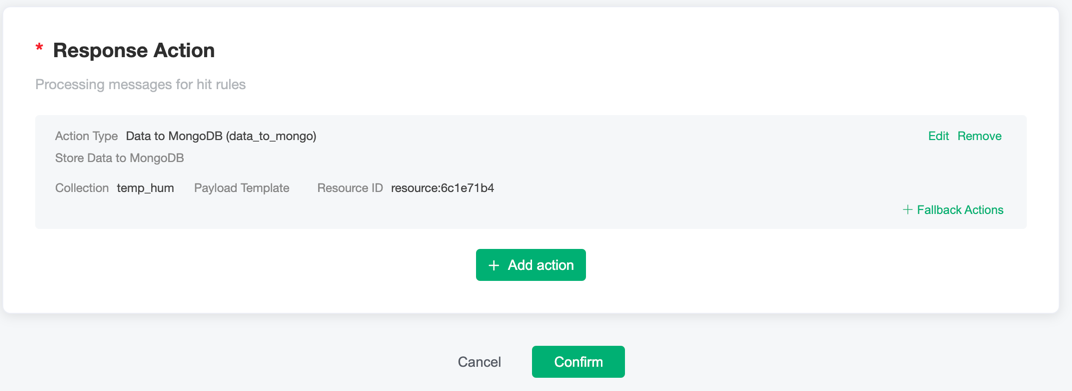 * Response Action
Processing messages for hit rules
Action Type Data to MongoDB (data_to_mongo) Edit Remove
Store Data to MongoDB
Collection temp_hum Payload Template Resource ID resource:6c1e71b4
+ Fallback Actions
+ Add action
Cancel Confirm